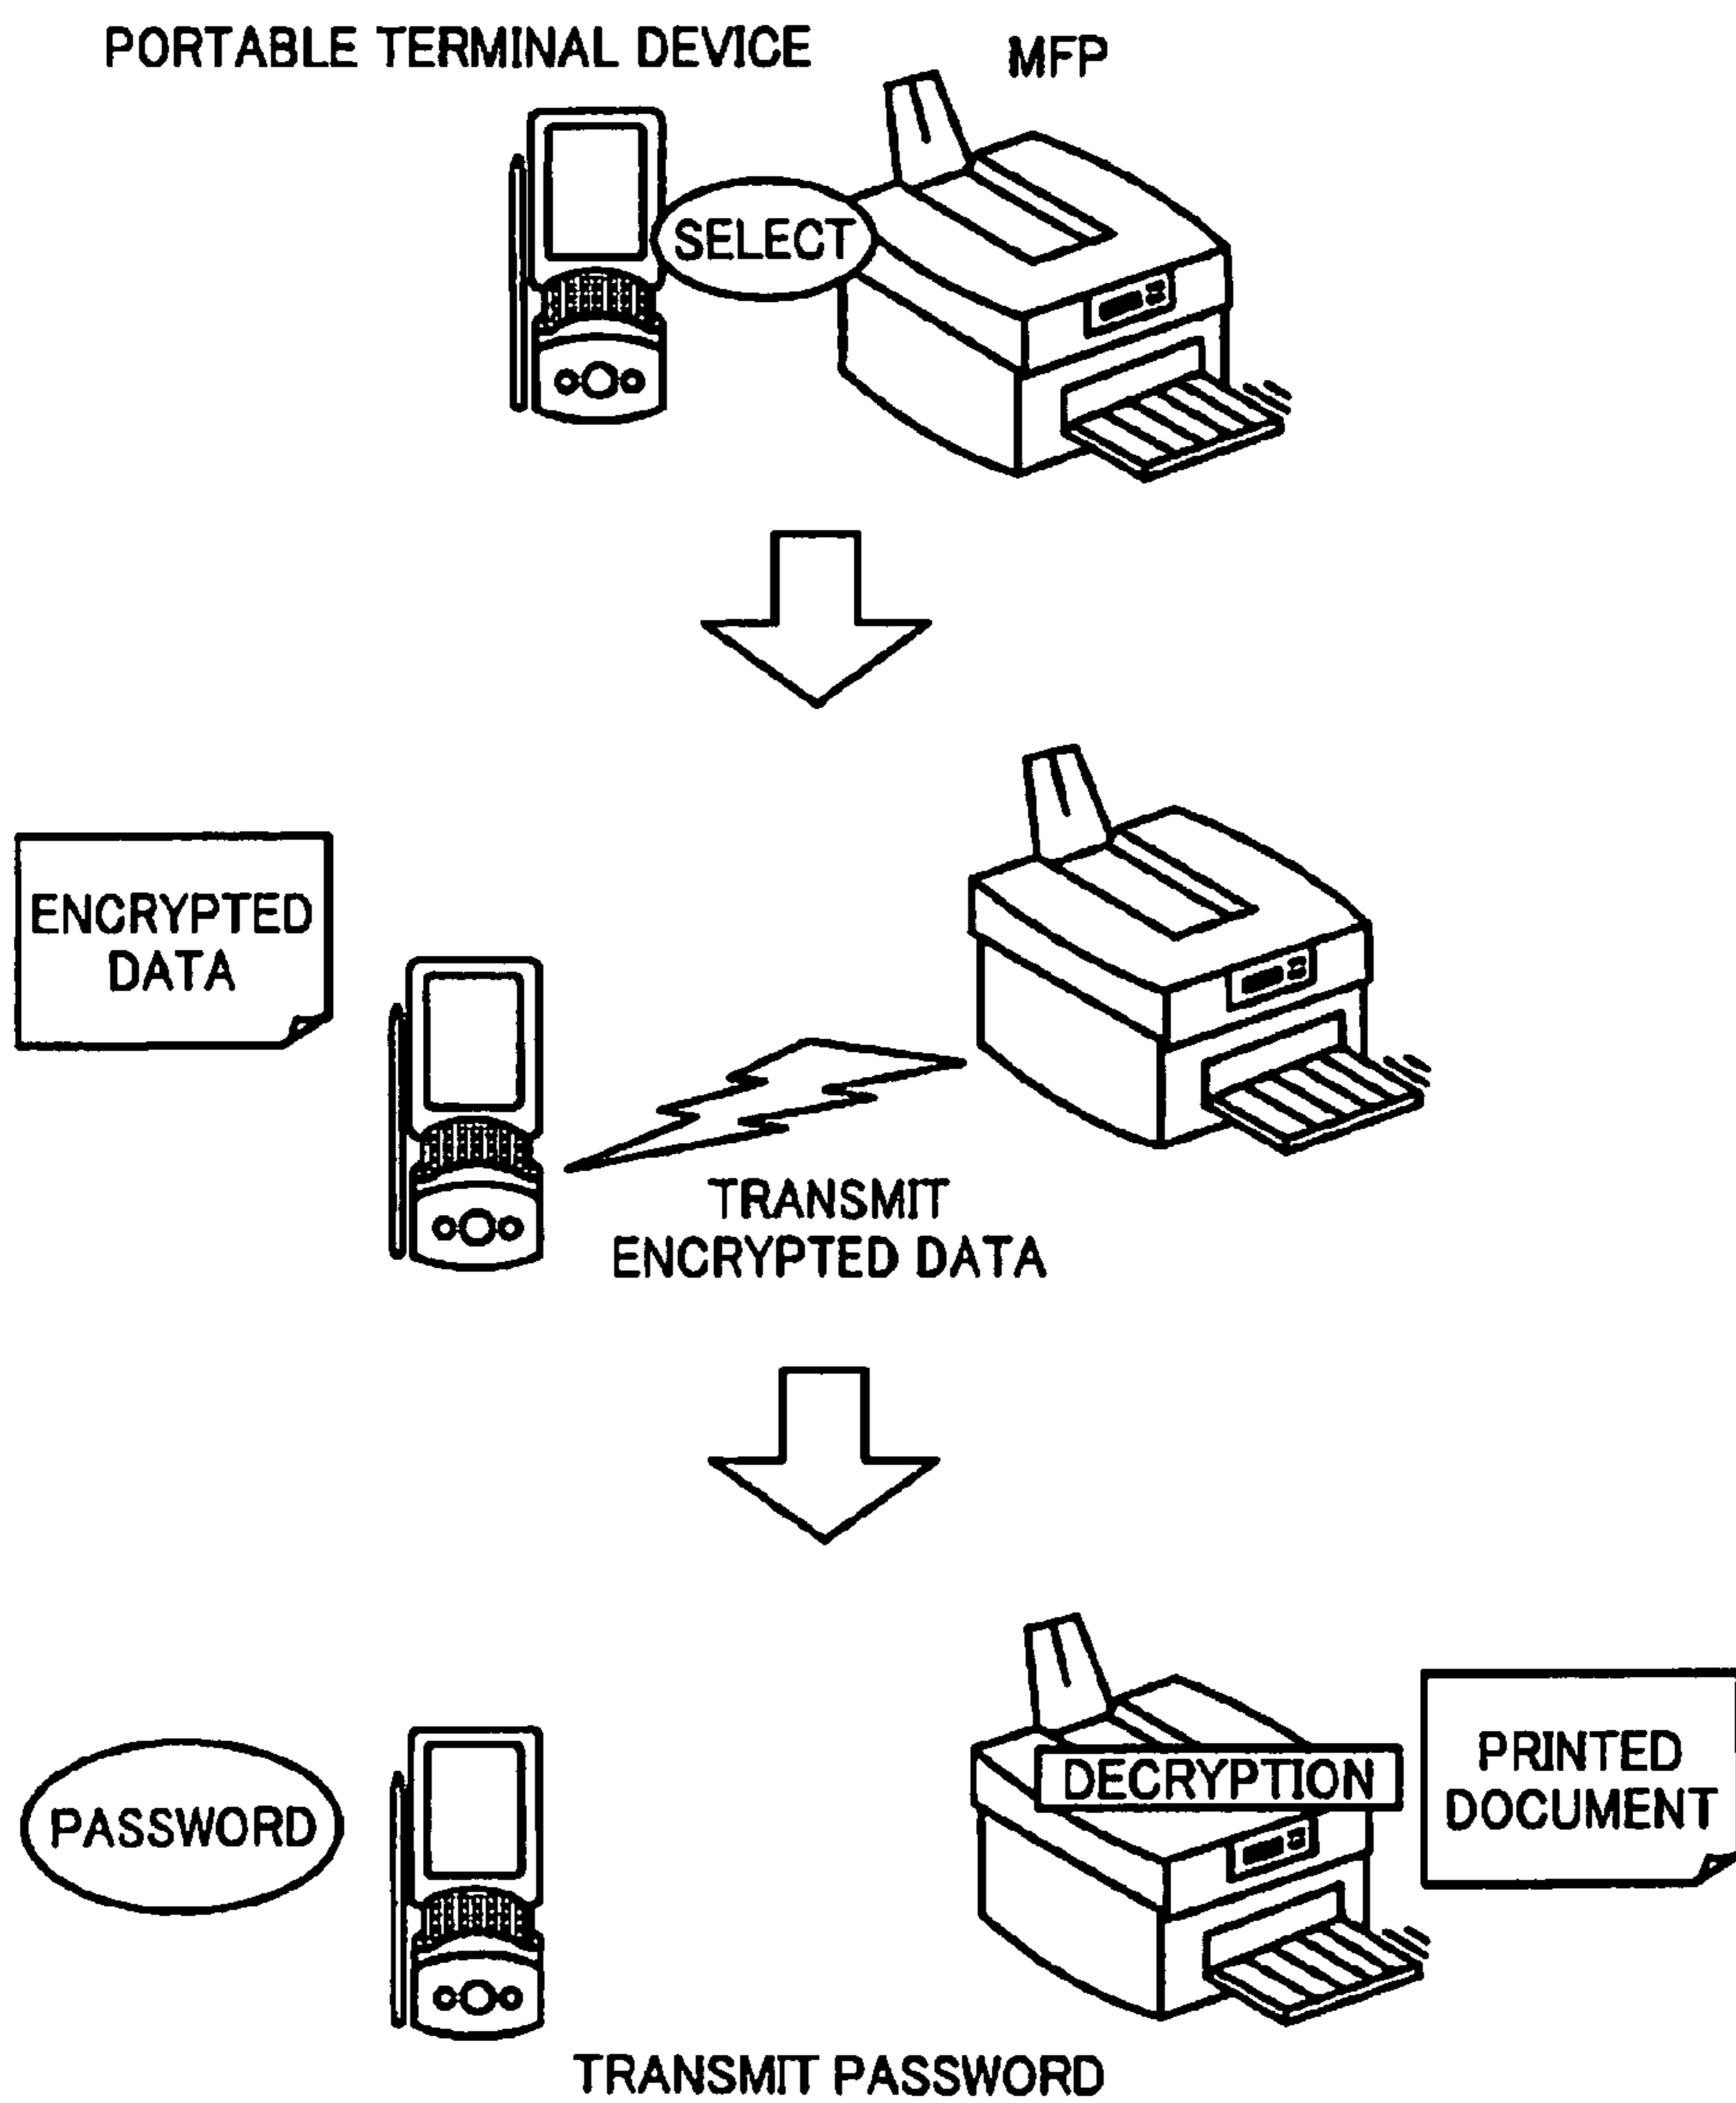 PORTABLE TERMINAL DEVICE
MFP
SELECT
ENCRYPTED
DATA
TRANSMIT
ENCRYPTED DATA
PASSWORD
DECRYPTION
PRINTED
DOCUMENT
TRANSMIT PASSWORD